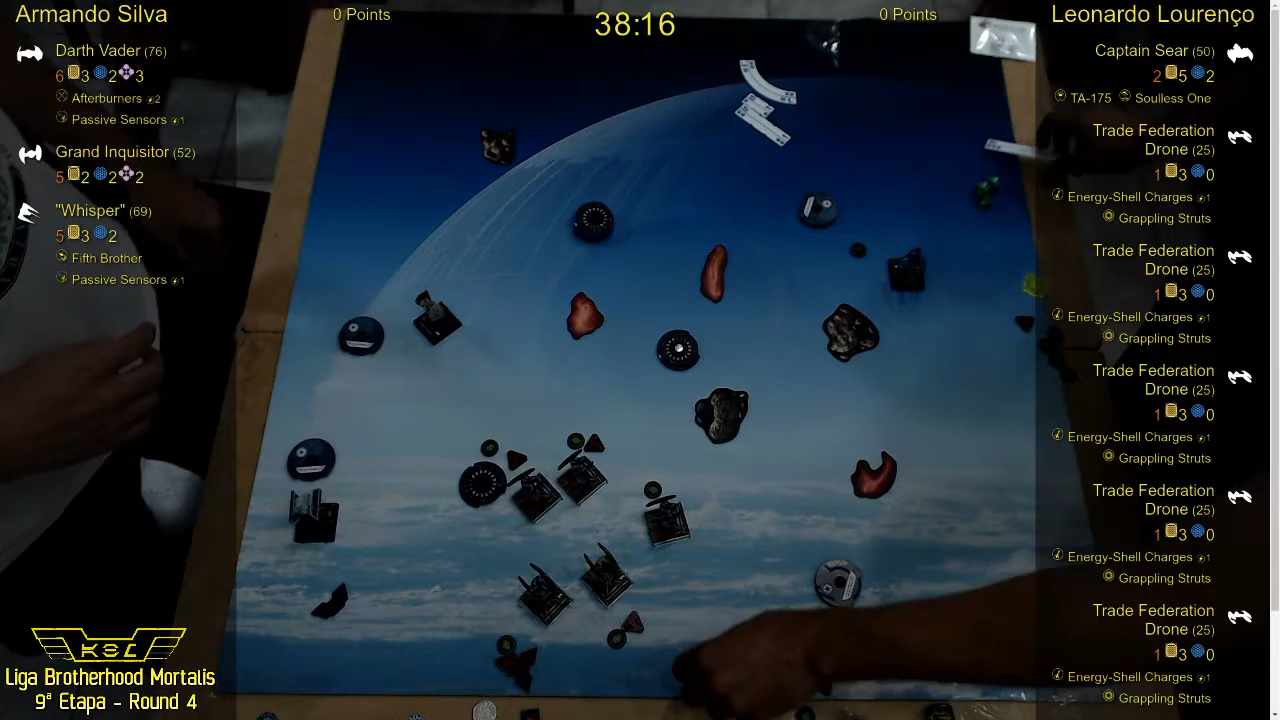 Armando Silva
0 Points
38:16
0 Points
Leonardo Lourenço
Darth Vader (76)
6 3 2 3
Afterburners 2
Passive Sensors 1
Grand Inquisitor (52)
5 2 2 2
"Whisper" (69)
5 3 2
Fifth Brother
Passive Sensors 1
Captain Sear (50)
2 5 2
TA-175 Soulless One
Trade Federation
Drone (25)
1 3 0
Energy-Shell Charges 1
Grappling Struts
Trade Federation
Drone (25)
1 3 0
Energy-Shell Charges 1
Grappling Struts
Trade Federation
Drone (25)
1 3 0
Energy-Shell Charges 1
Grappling Struts
Trade Federation
Drone (25)
1 3 0
Energy-Shell Charges 1
Grappling Struts
Trade Federation
Drone (25)
1 3 0
Energy-Shell Charges 1
Grappling Struts
Liga Brotherhood Mortalis
9ª Etapa - Round 4